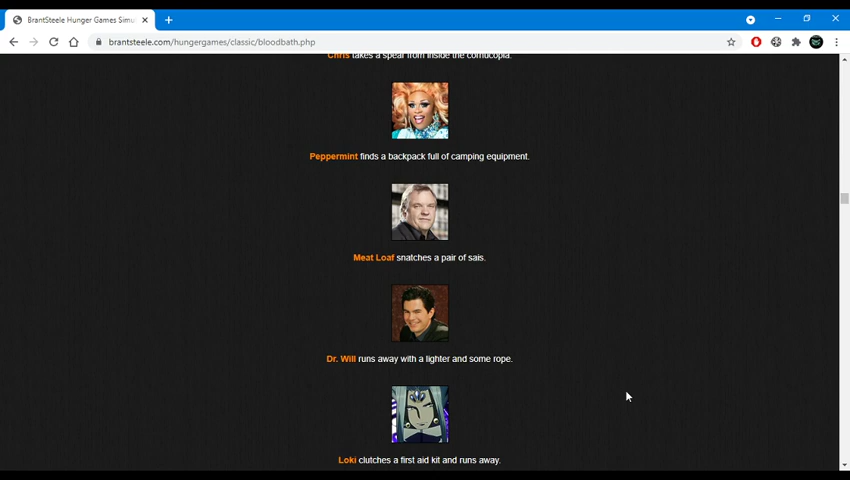 BrantSteele Hunger Games Simu
brantsteele.com/hungergames/classic/bloodbath.php
Chris takes a spear from inside the cornucopia.
Peppermint finds a backpack full of camping equipment.
Meat Loaf snatches a pair of sais.
Dr. Will runs away with a lighter and some rope.
Loki clutches a first aid kit and runs away.